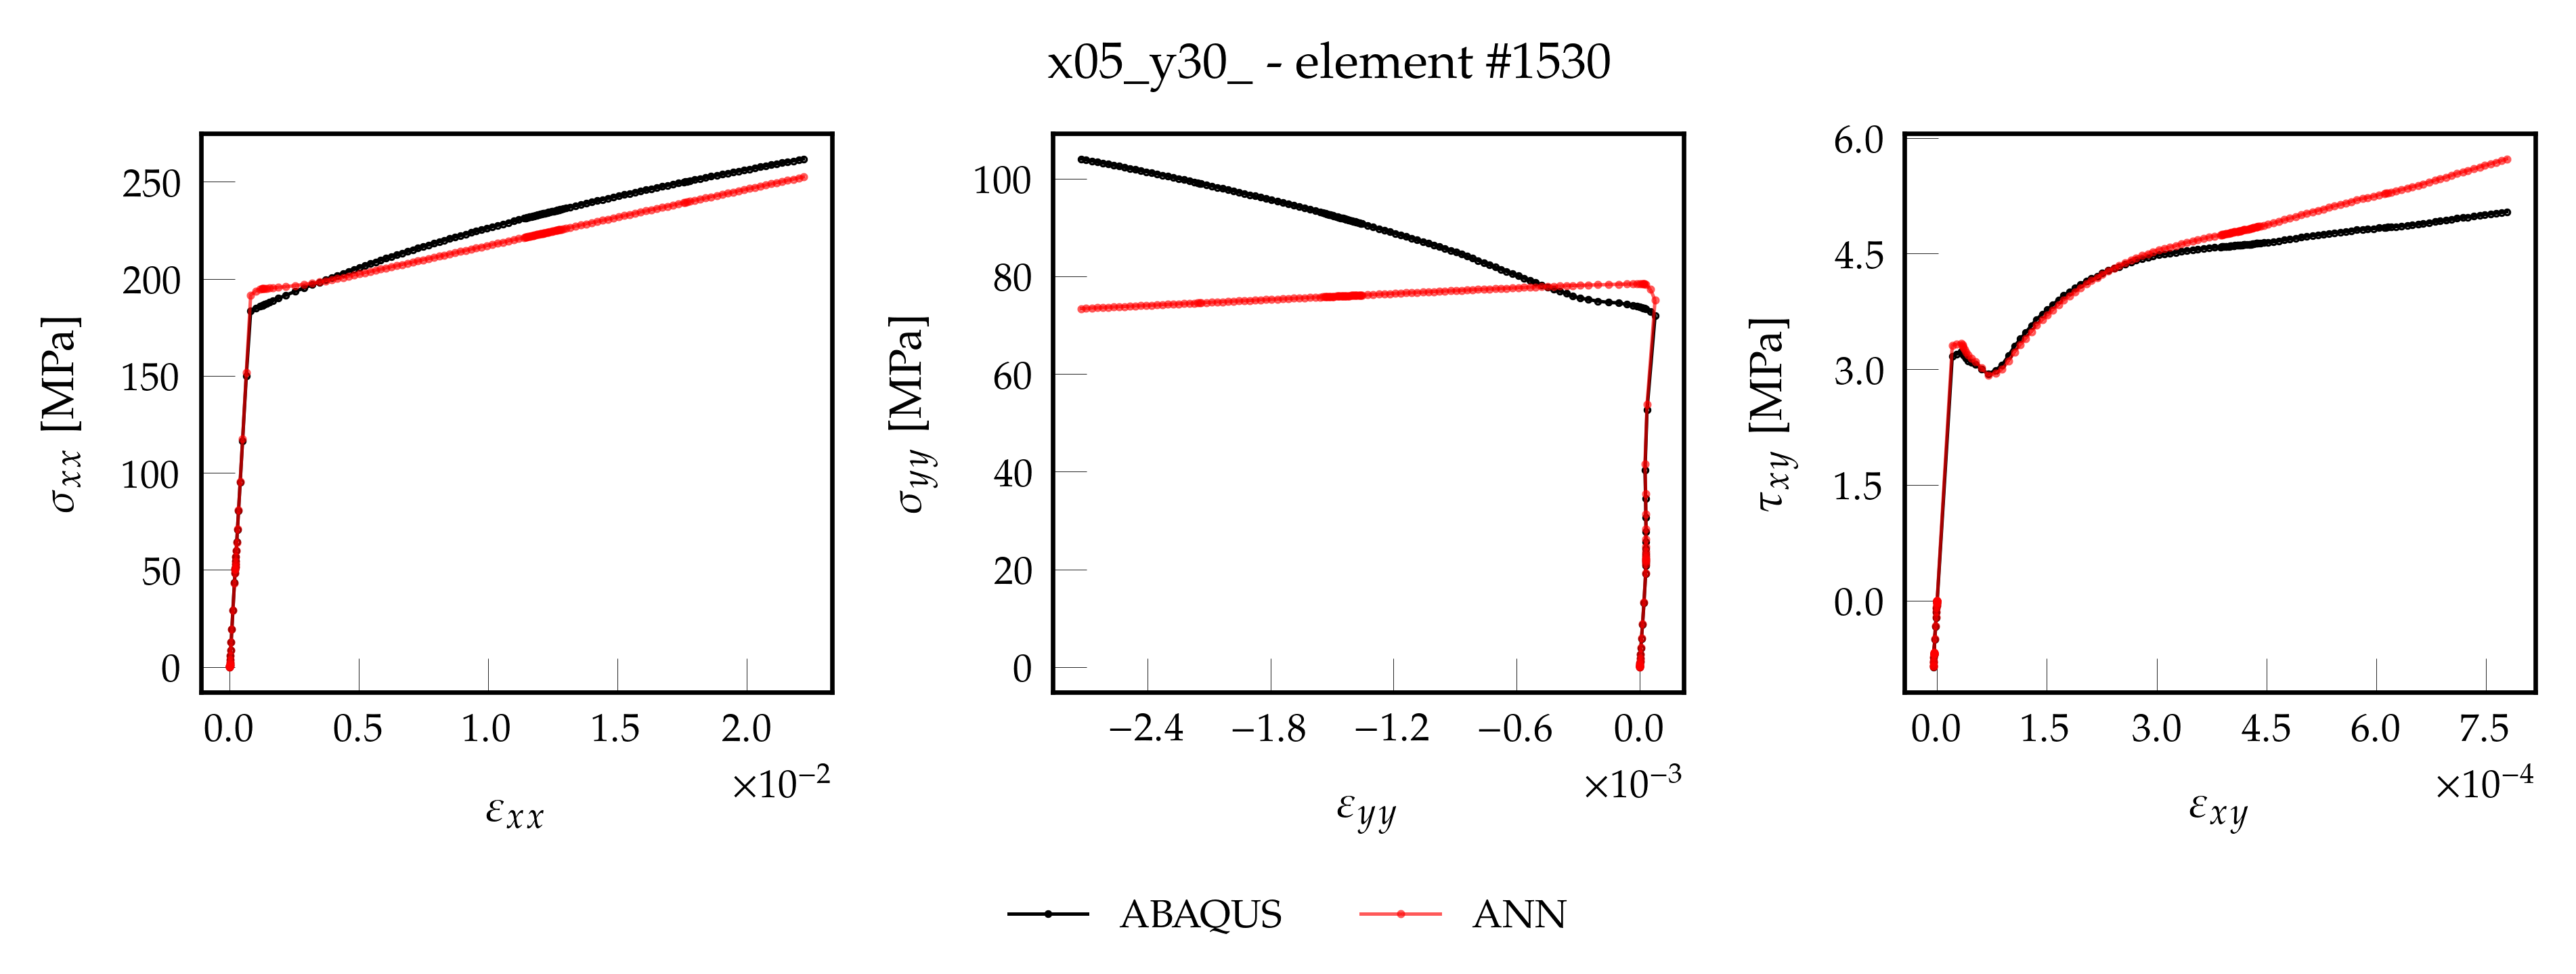 x05_y30_ - element #1530
σxx [MPa]
250
200
150
100
50
0
0.0 0.5 1.0 1.5 2.0
×10−2
εxx
σyy [MPa]
100
80
60
40
20
0
−2.4 −1.8 −1.2 −0.6 0.0
×10−3
εyy
τxy [MPa]
6.0
4.5
3.0
1.5
0.0
0.0 1.5 3.0 4.5 6.0 7.5
×10−4
εxy
ABAQUS ANN